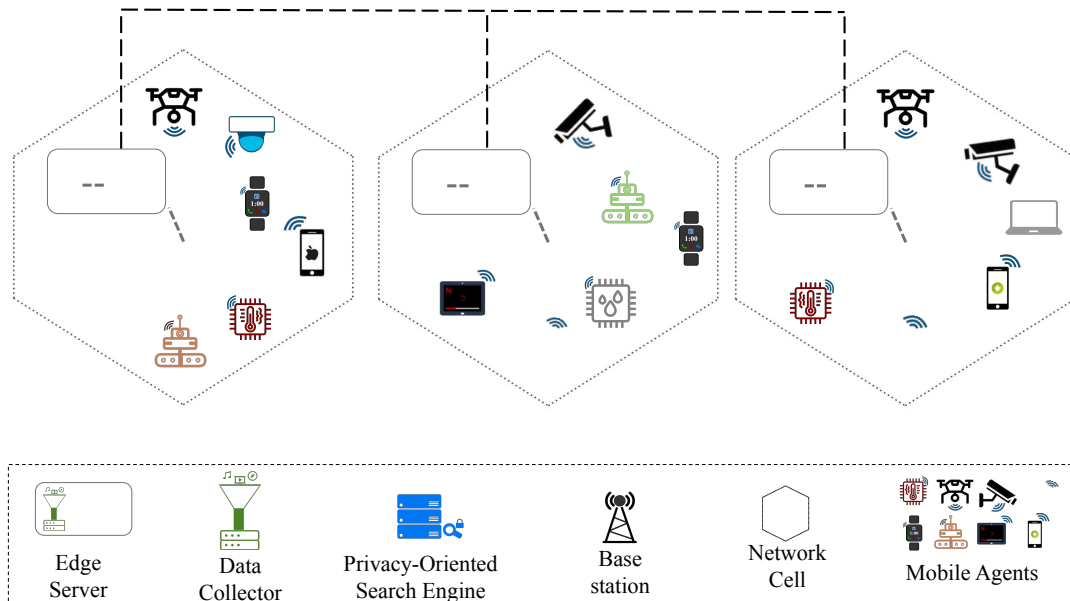 1:00
1:00
Edge
Server
Data
Collector
Privacy-Oriented
Search Engine
Base
station
Network
Cell
Mobile Agents